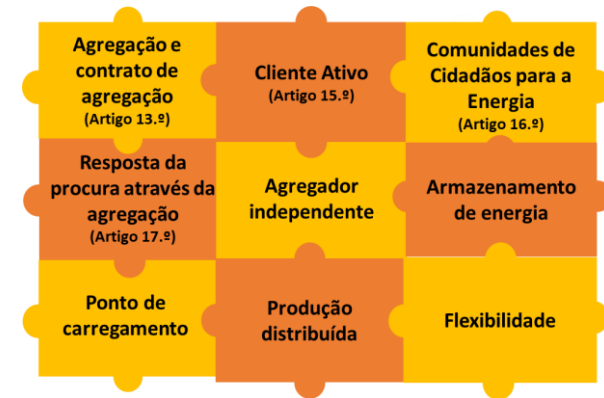 Agregação e
contrato de
agregação
(Artigo 13.º)
Cliente Ativo
(Artigo 15.º)
Comunidades de
Cidadãos para a
Energia
(Artigo 16.º)
Resposta da
procura através da
agregação
(Artigo 17.º)
Agregador
independente
Armazenamento
de energia
Ponto de
carregamento
Produção
distribuída
Flexibilidade